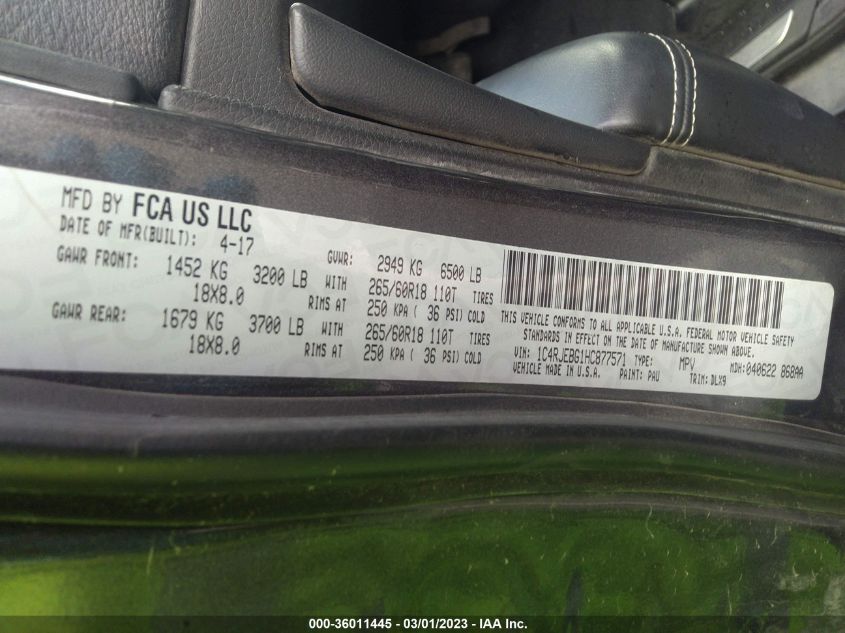 MFD BY FCA US LLC
DATE OF MFR(BUILT): 4-17 GVWR: 2949 KG 6500 LB
GAWR FRONT: 1452 KG 3200 LB WITH 265/60R18 110T TIRES
18X8.0 RIMS AT 250 KPA ( 36 PSI) COLD
GAWR REAR: 1679 KG 3700 LB WITH 265/60R18 110T TIRES
18X8.0 RIMS AT 250 KPA ( 36 PSI) COLD
THIS VEHICLE CONFORMS TO ALL APPLICABLE U.S.A. FEDERAL MOTOR VEHICLE SAFETY
STANDARDS IN EFFECT ON THE DATE OF MANUFACTURE SHOWN ABOVE.
VIN: 1C4RJEBG1HC877571 TYPE: MPV MDH:040622 868AA
VEHICLE MADE IN U.S.A. PAINT: PAU TRIM: DLX9
000-36011445 - 03/01/2023 - IAA Inc.